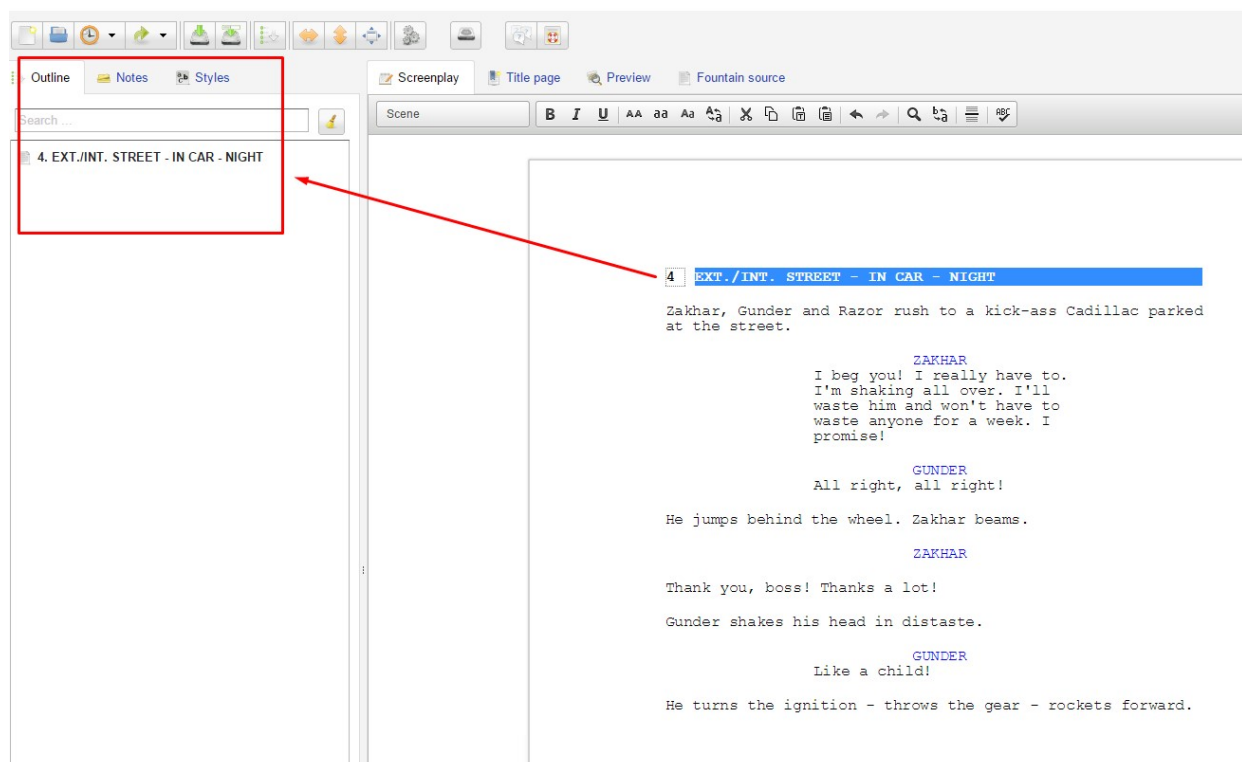 Outline Notes Styles
Screenplay Title page Preview Fountain source
Search ...
Scene
B I U AA aa Aa
4. EXT./INT. STREET - IN CAR - NIGHT
4 EXT./INT. STREET - IN CAR - NIGHT
Zakhar, Gunder and Razor rush to a kick-ass Cadillac parked
at the street.
ZAKHAR
I beg you! I really have to.
I'm shaking all over. I'll
waste him and won't have to
waste anyone for a week. I
promise!
GUNDER
All right, all right!
He jumps behind the wheel. Zakhar beams.
ZAKHAR
Thank you, boss! Thanks a lot!
Gunder shakes his head in distaste.
GUNDER
Like a child!
He turns the ignition - throws the gear - rockets forward.